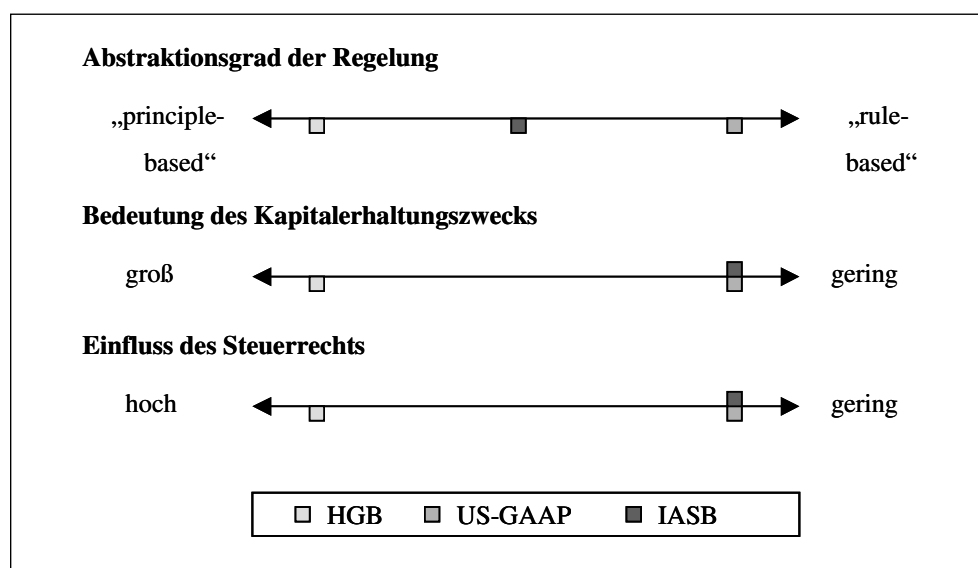 Abstraktionsgrad der Regelung
„principle-
based“
„rule-
based“
Bedeutung des Kapitalerhaltungszwecks
groß
gering
Einfluss des Steuerrechts
hoch
gering
HGB US-GAAP IASB